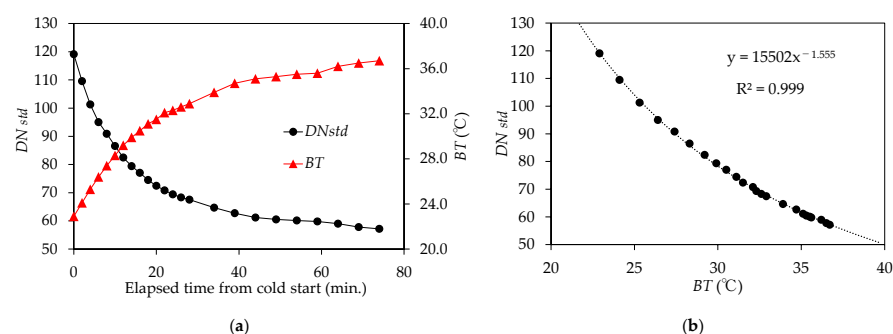 130
120
110
100
90
80
70
60
50
DN std
40.0
36.0
32.0
28.0
24.0
20.0
BT (℃)
DNstd
BT
0 20 40 60 80
Elapsed time from cold start (min.)
(a)
130
120
110
100
90
80
70
60
50
DN std
y = 15502x⁻¹·⁵⁵⁵
R² = 0.999
20 25 30 35 40
BT (℃)
(b)